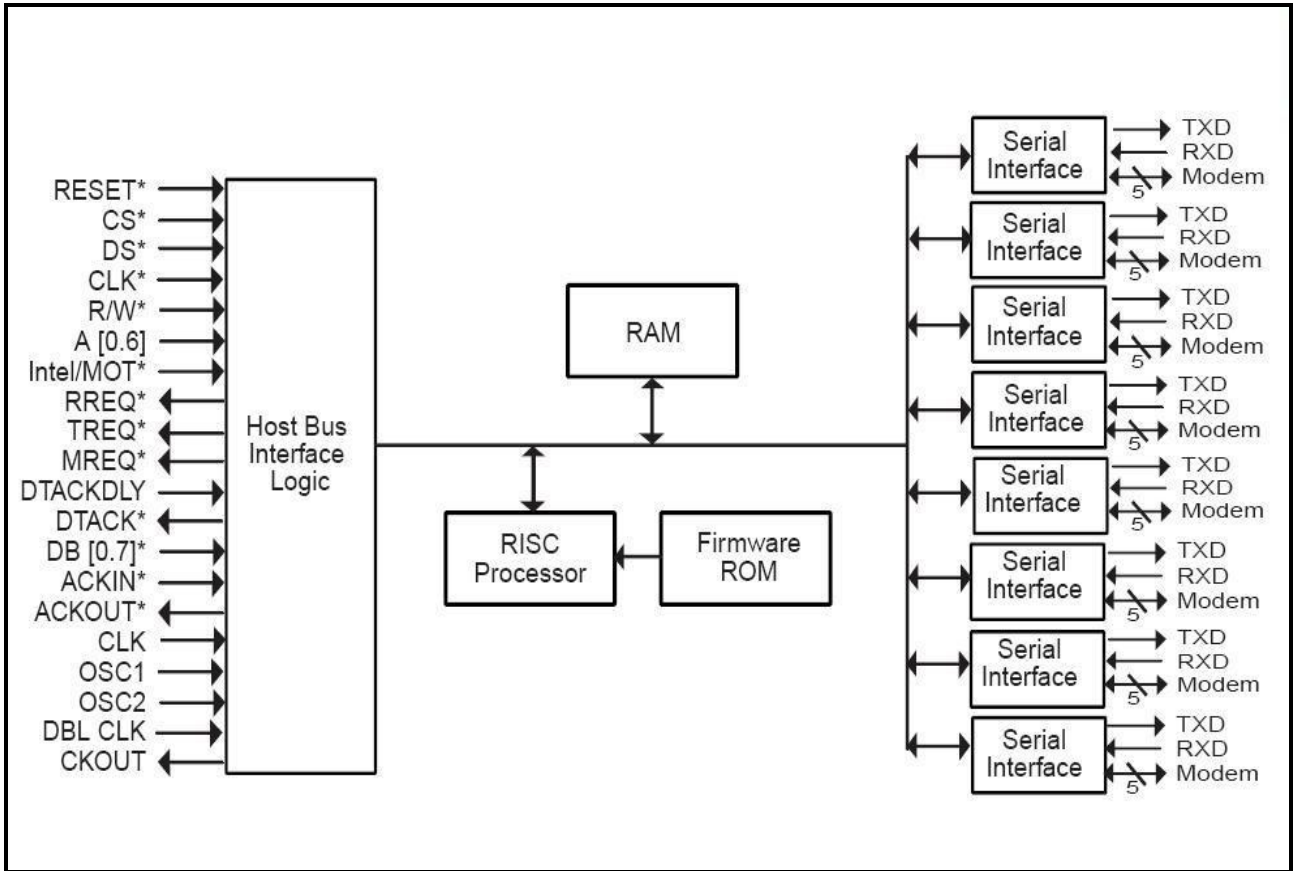 RESET*
CS*
DS*
CLK*
R/W*
A [0.6]
Intel/MOT*
RREQ*
TREQ*
MREQ*
DTACKDLY
DTACK*
DB [0.7]*
ACKIN*
ACKOUT*
CLK
OSC1
OSC2
DBL CLK
CKOUT
Host Bus
Interface
Logic
RAM
RISC
Processor
Firmware
ROM
Serial
Interface
TXD
RXD
Modem
5
Serial
Interface
TXD
RXD
Modem
5
Serial
Interface
TXD
RXD
Modem
5
Serial
Interface
TXD
RXD
Modem
5
Serial
Interface
TXD
RXD
Modem
5
Serial
Interface
TXD
RXD
Modem
5
Serial
Interface
TXD
RXD
Modem
5
Serial
Interface
TXD
RXD
Modem
5